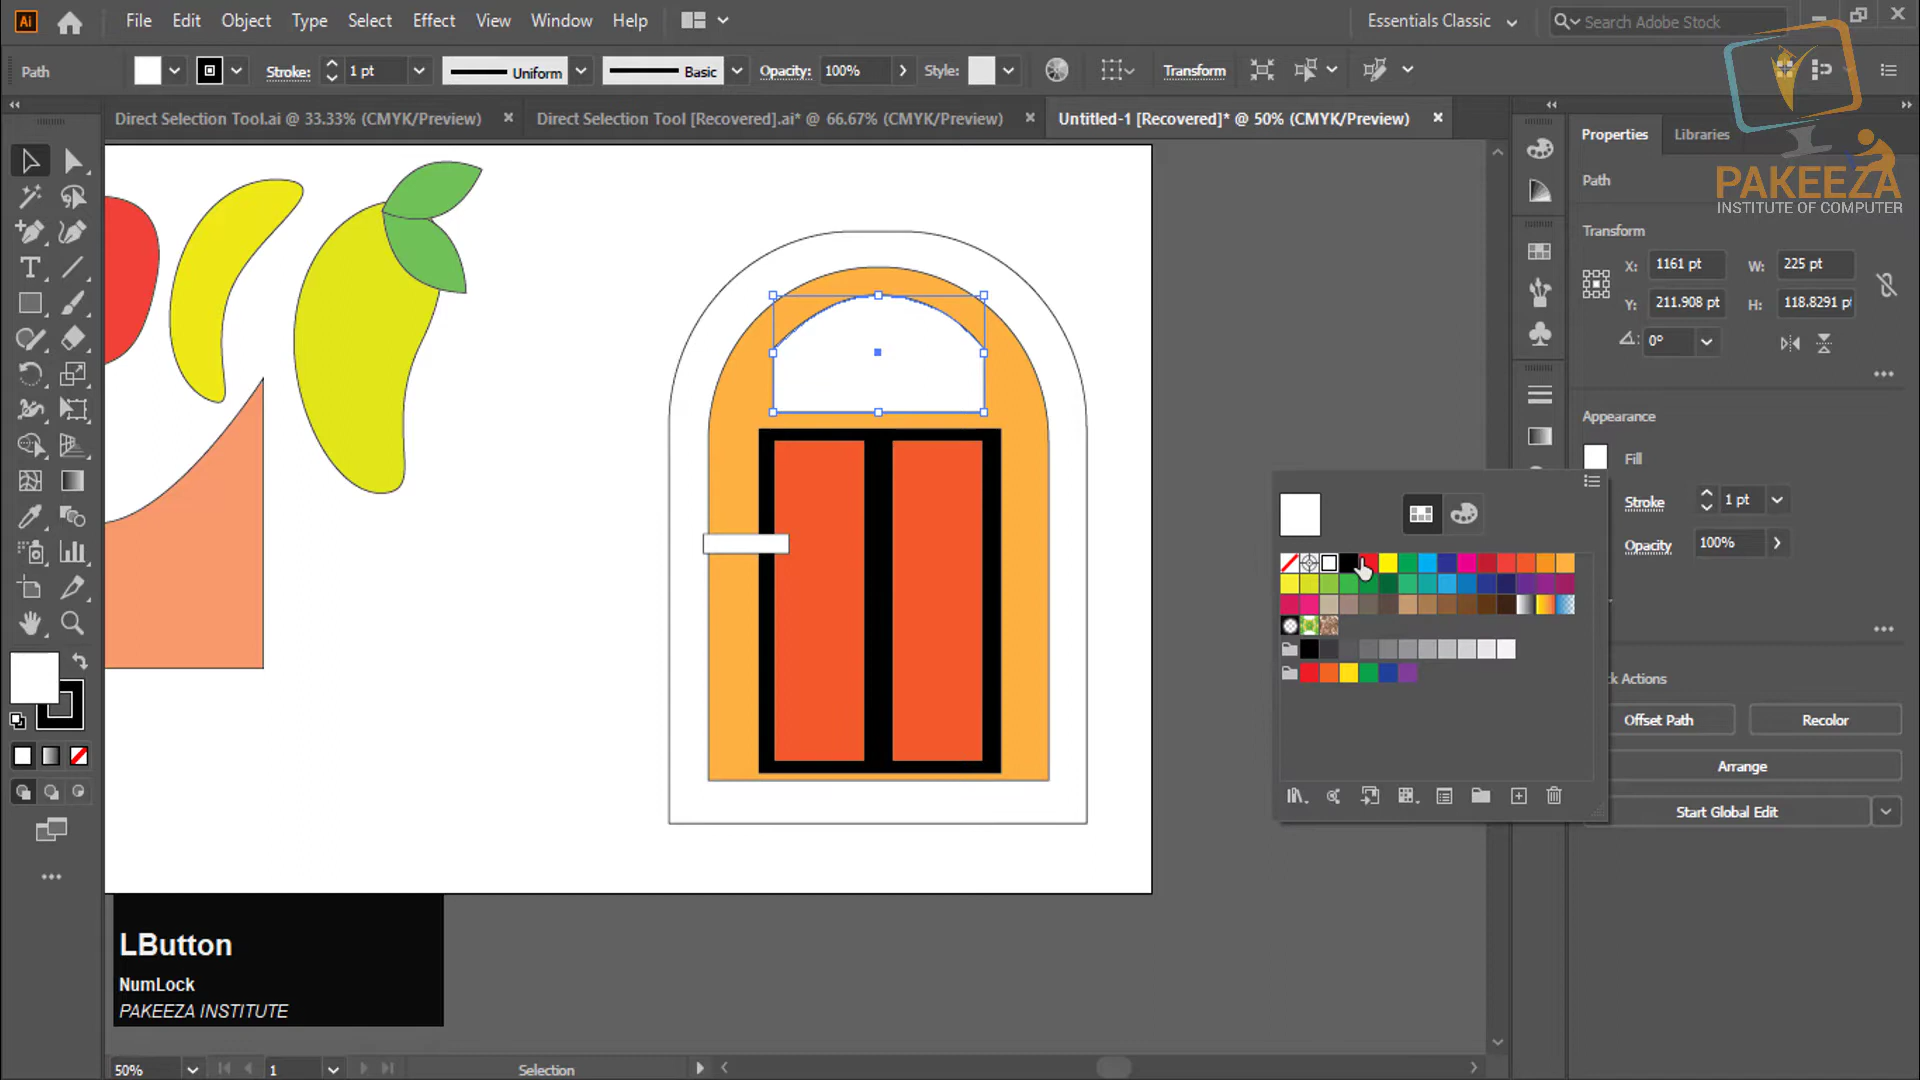 Ai File Edit Object Type Select Effect View Window Help Essentials Classic Search Adobe Stock
Path Stroke: 1 pt Uniform Basic Opacity: 100% Style: Transform
Direct Selection Tool.ai @ 33.33% (CMYK/Preview) Direct Selection Tool [Recovered].ai* @ 66.67% (CMYK/Preview) Untitled-1 [Recovered]* @ 50% (CMYK/Preview)
Properties Libraries
Path
PAKEEZA
INSTITUTE OF COMPUTER
Transform
X: 1161 pt W: 225 pt
Y: 211.908 pt H: 118.8291 pt
0°
Appearance
Fill
Stroke 1 pt
Opacity 100%
Actions
Offset Path Recolor
Arrange
Start Global Edit
LButton
NumLock
PAKEEZA INSTITUTE
50% 1 Selection